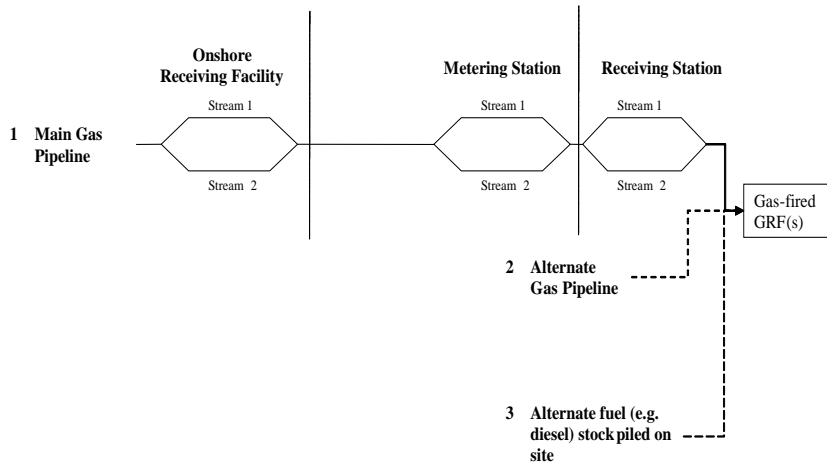 Onshore
Receiving Facility
Metering Station
Receiving Station
Stream 1
Stream 1
Stream 1
1 Main Gas
Pipeline
Stream 2
Stream 2
Stream 2
Gas-fired
GRF(s)
2 Alternate
Gas Pipeline
3 Alternate fuel (e.g.
diesel) stock piled on
site